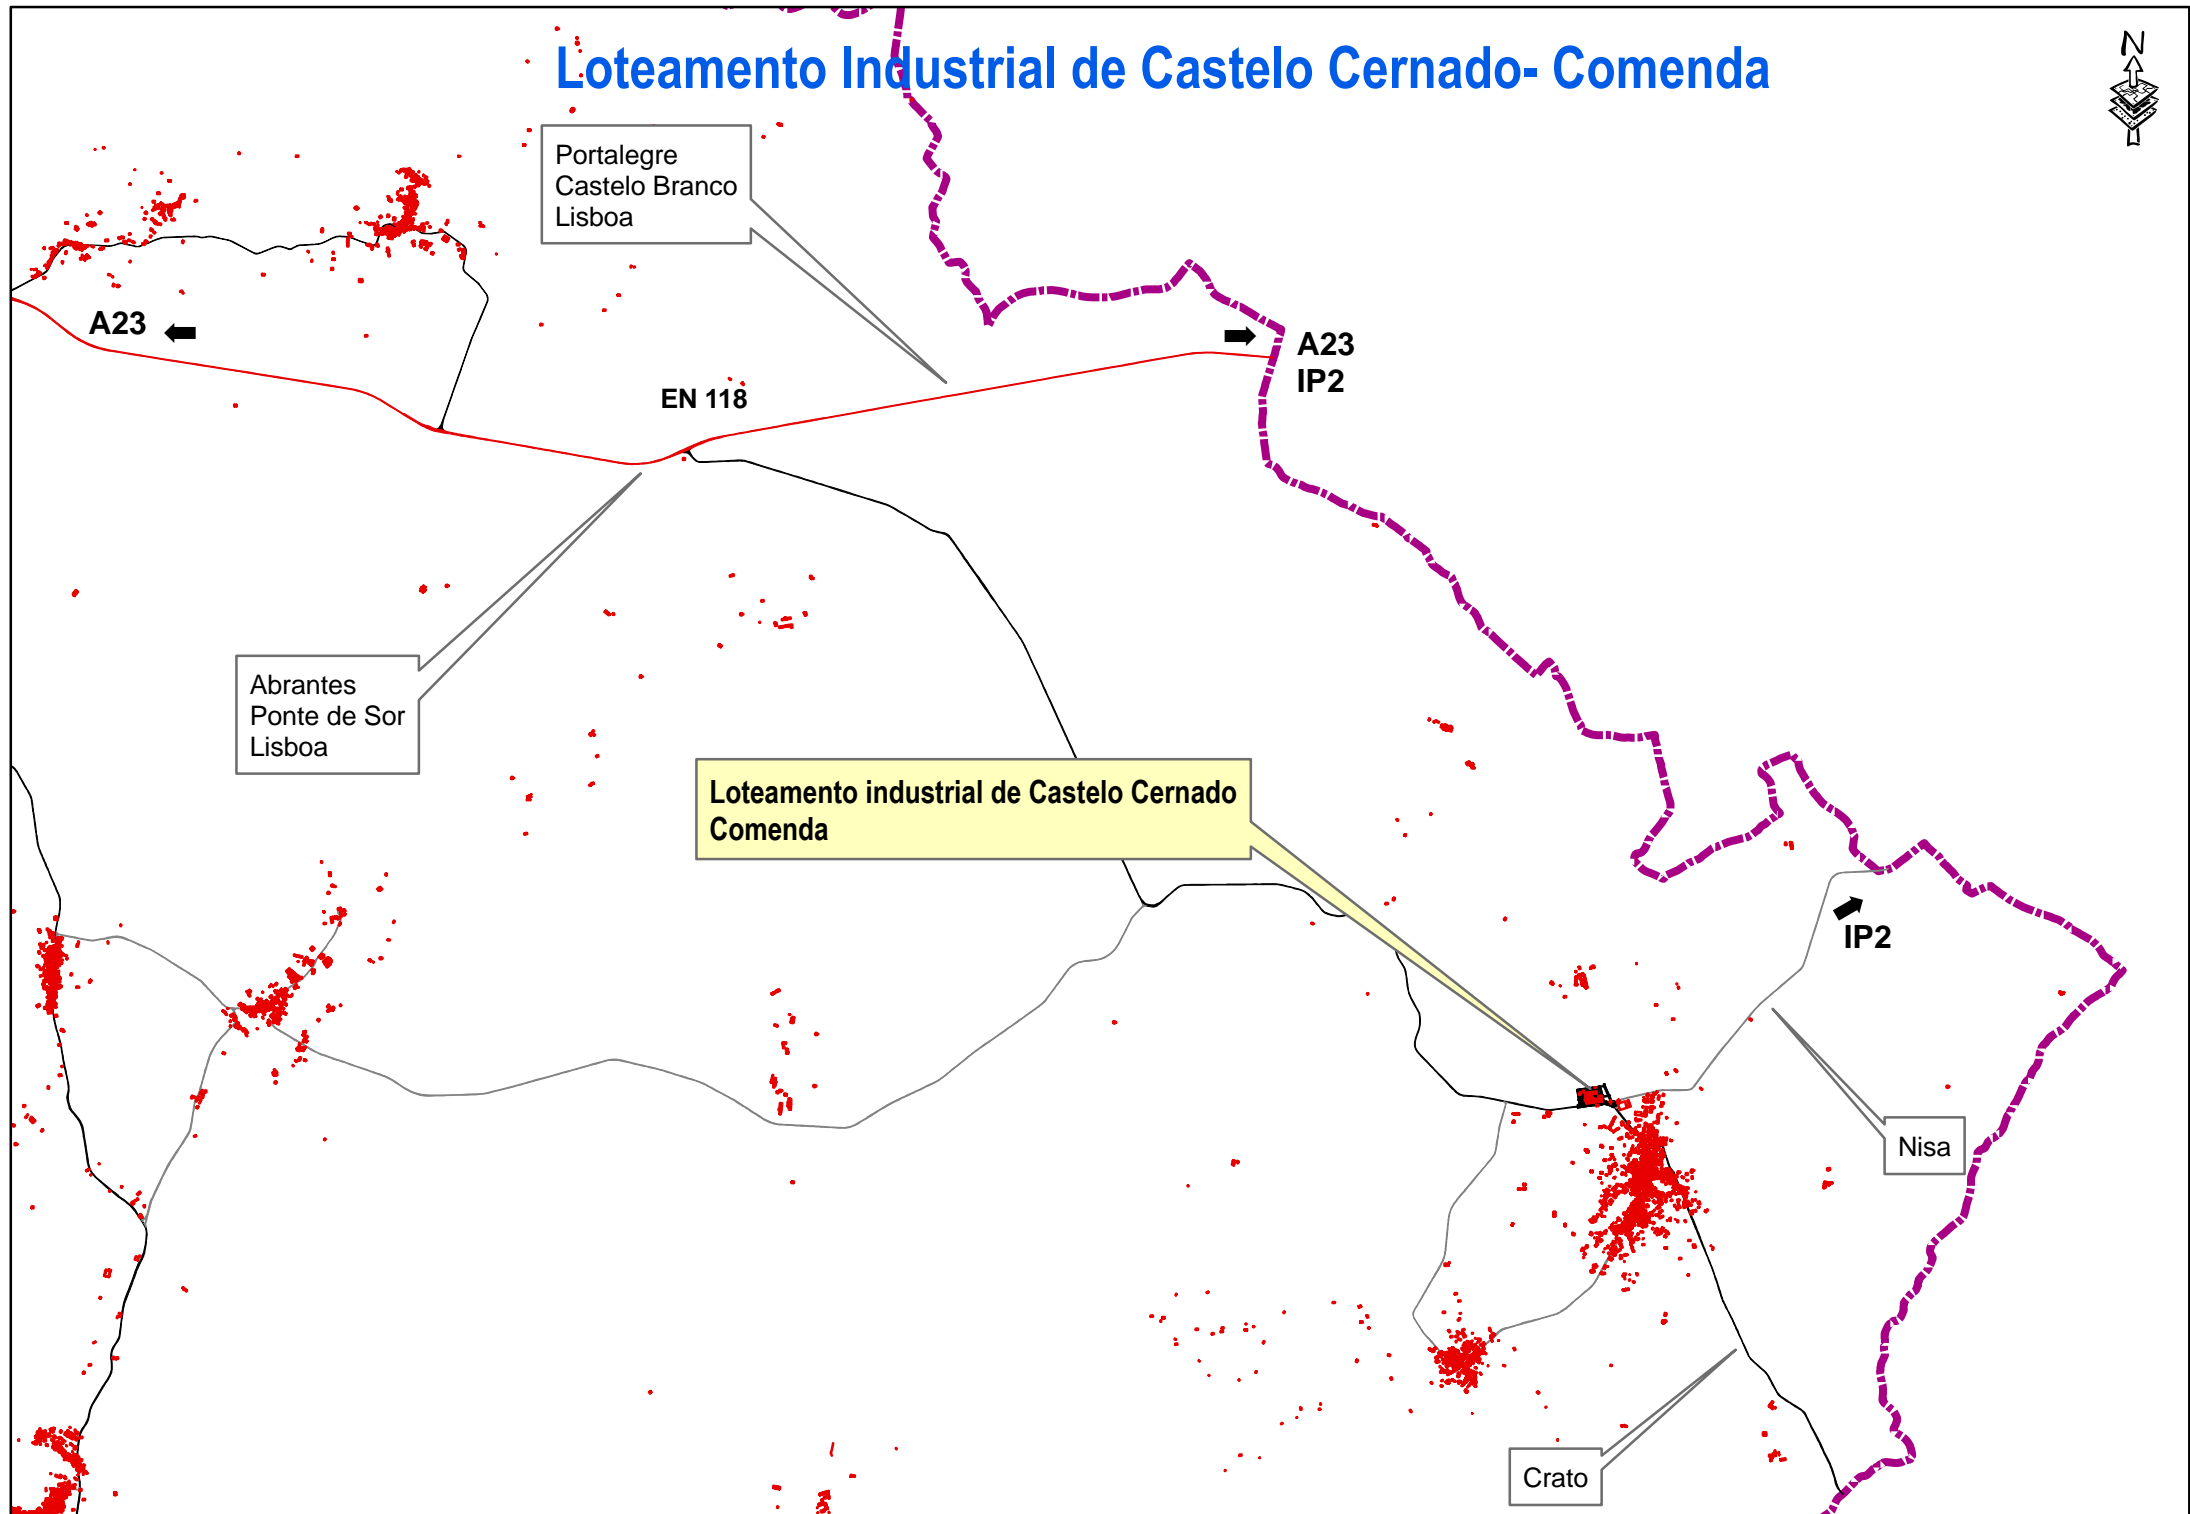 Loteamento Industrial de Castelo Cernado- Comenda
N
Portalegre
Castelo Branco
Lisboa
A23
A23
IP2
EN 118
Abrantes
Ponte de Sor
Lisboa
Loteamento industrial de Castelo Cernado
Comenda
IP2
Nisa
Crato